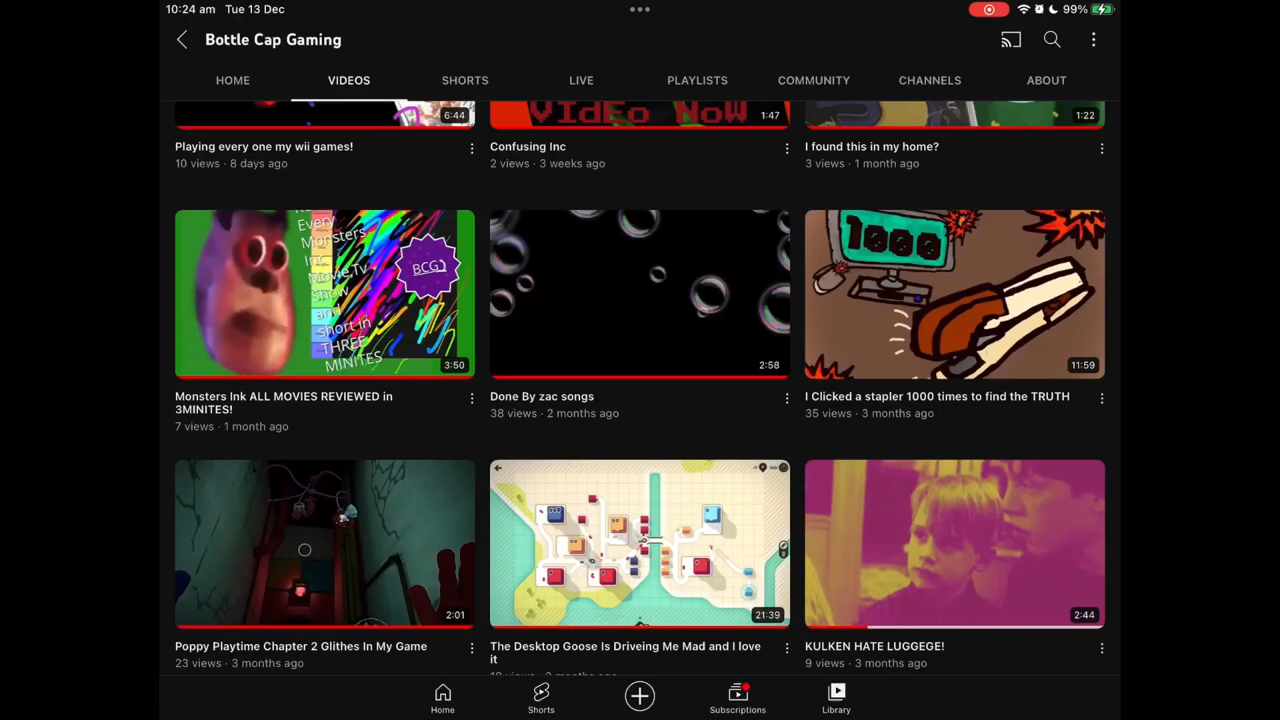 10:24 am Tue 13 Dec
99%
Bottle Cap Gaming
HOME VIDEOS SHORTS LIVE PLAYLISTS COMMUNITY CHANNELS ABOUT
6:44
VIdEo NoW
1:47
1:22
Playing every one my wii games!
10 views · 8 days ago
Confusing Inc
2 views · 3 weeks ago
I found this in my home?
3 views · 1 month ago
Every
Monsters
Inc
Movie,Tv
Show
and
short in
THREE
MINITES
BCG
3:50
2:58
1000
11:59
Monsters Ink ALL MOVIES REVIEWED in
3MINITES!
7 views · 1 month ago
Done By zac songs
38 views · 2 months ago
I Clicked a stapler 1000 times to find the TRUTH
35 views · 3 months ago
2:01
21:39
2:44
Poppy Playtime Chapter 2 Glithes In My Game
23 views · 3 months ago
The Desktop Goose Is Driveing Me Mad and I love
it
KULKEN HATE LUGGEGE!
9 views · 3 months ago
Home
Shorts
Subscriptions
Library